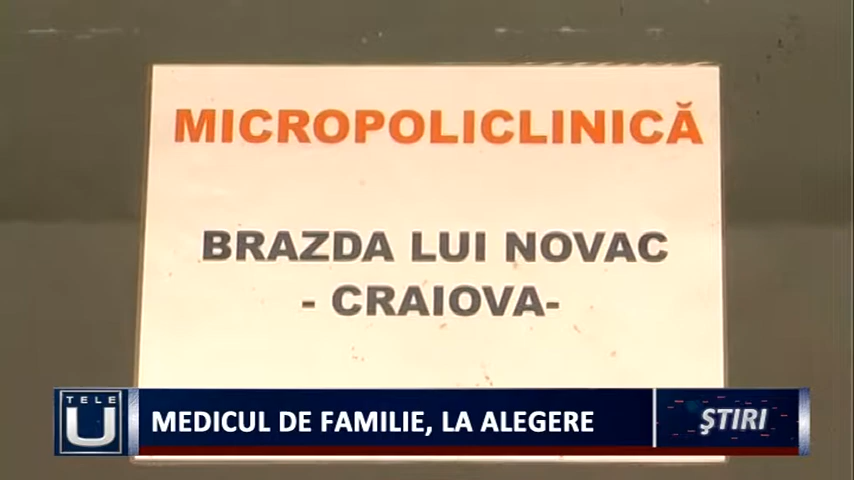 MICROPOLICLINICĂ
BRAZDA LUI NOVAC
- CRAIOVA-
TELE
U
MEDICUL DE FAMILIE, LA ALEGERE
ŞTIRI